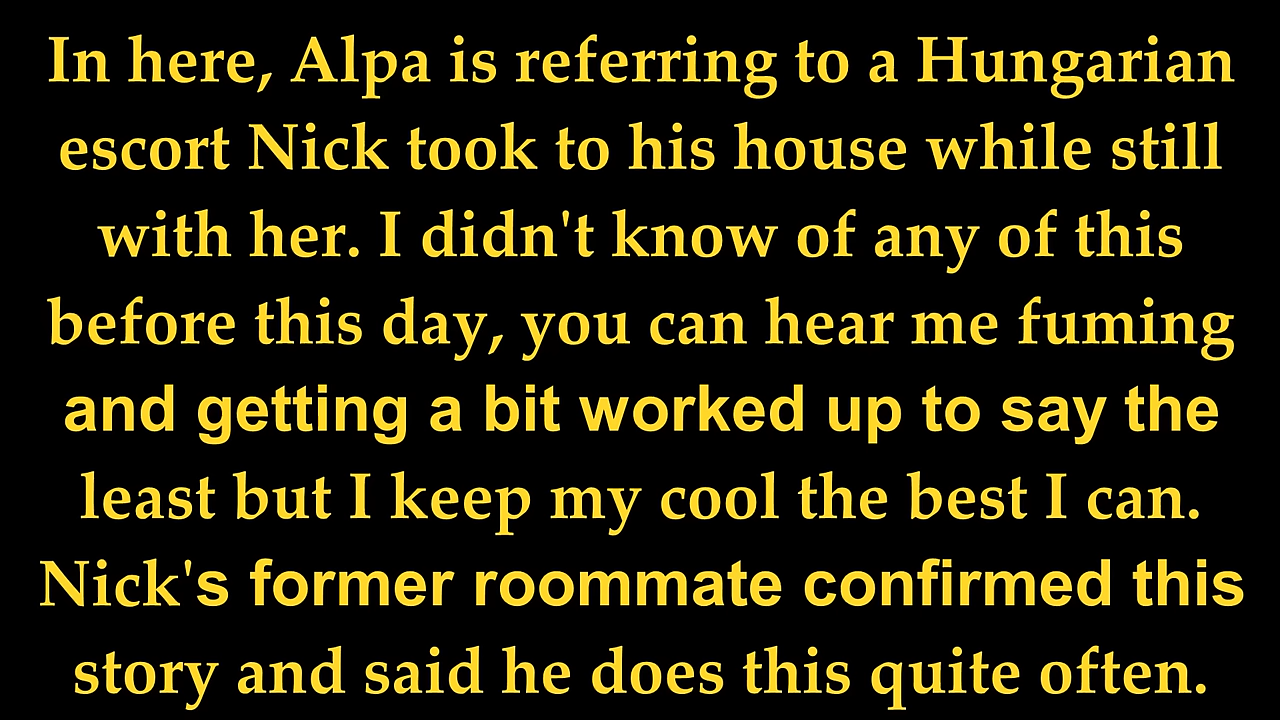 In here, Alpa is referring to a Hungarian
escort Nick took to his house while still
with her. I didn't know of any of this
before this day, you can hear me fuming
and getting a bit worked up to say the
least but I keep my cool the best I can.
Nick's former roommate confirmed this
story and said he does this quite often.